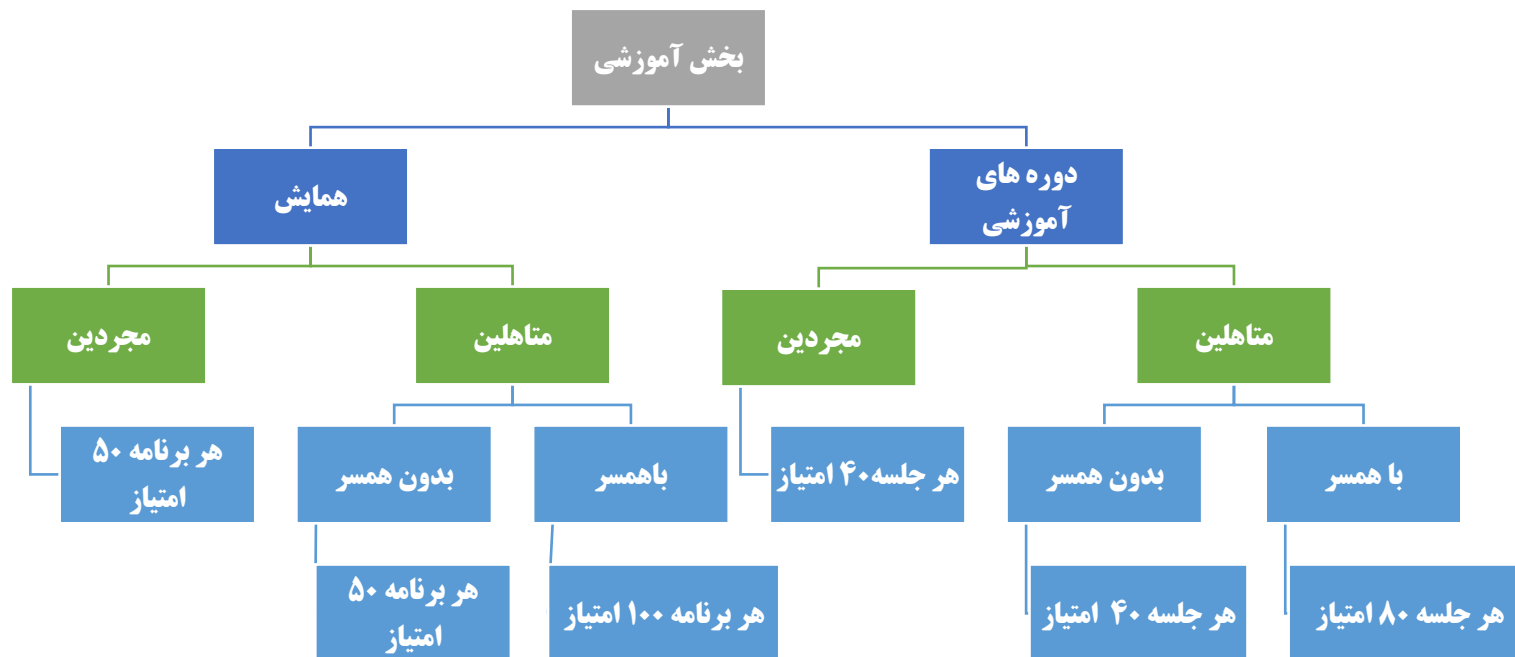 بخش آموزشی
دوره های
آموزشی
همایش
متاهلین
مجردین
متاهلین
مجردین
با همسر
بدون همسر
هر جلسه۴۰ امتیاز
باهمسر
بدون همسر
هر برنامه ۵۰
امتیاز
هر جلسه ۸۰ امتیاز
هر جلسه ۴۰ امتیاز
هر برنامه ۱۰۰ امتیاز
هر برنامه ۵۰
امتیاز